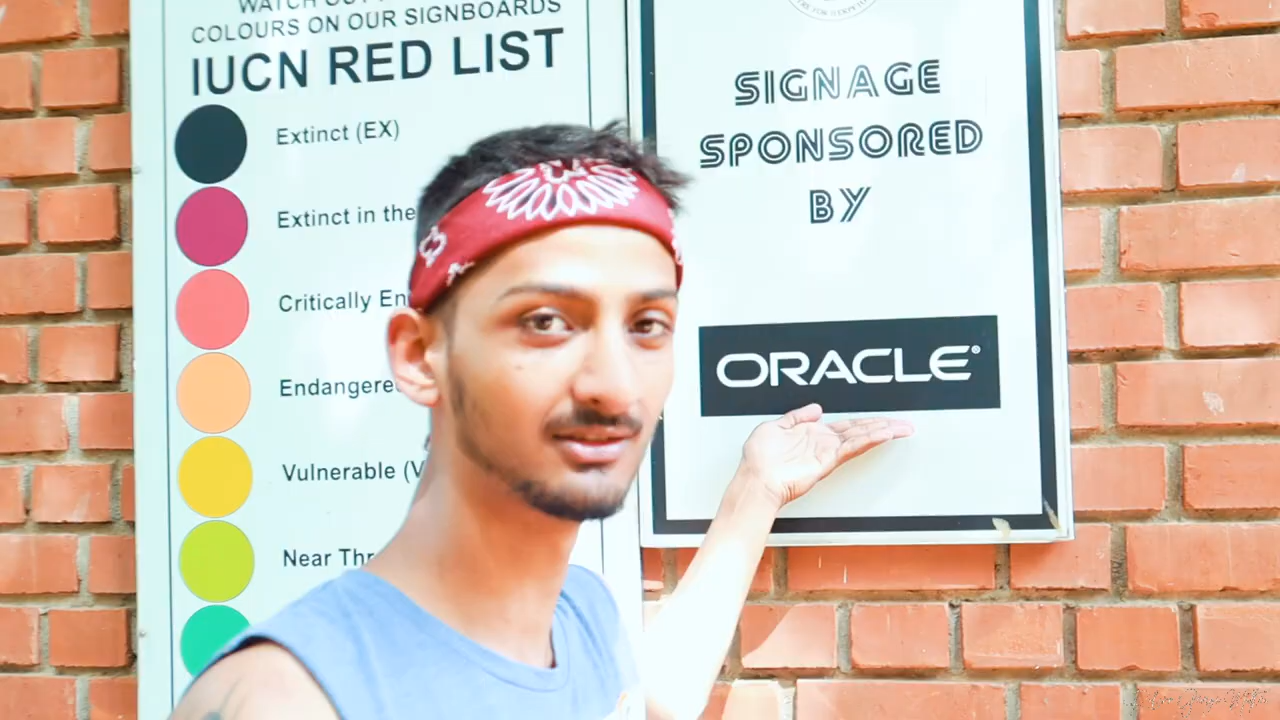 COLOURS ON OUR SIGNBOARDS
IUCN RED LIST
Extinct (EX)
Extinct in the
Critically En
Endangere
Vulnerable (V
Near Thr
SIGNAGE
SPONSORED
BY
ORACLE®